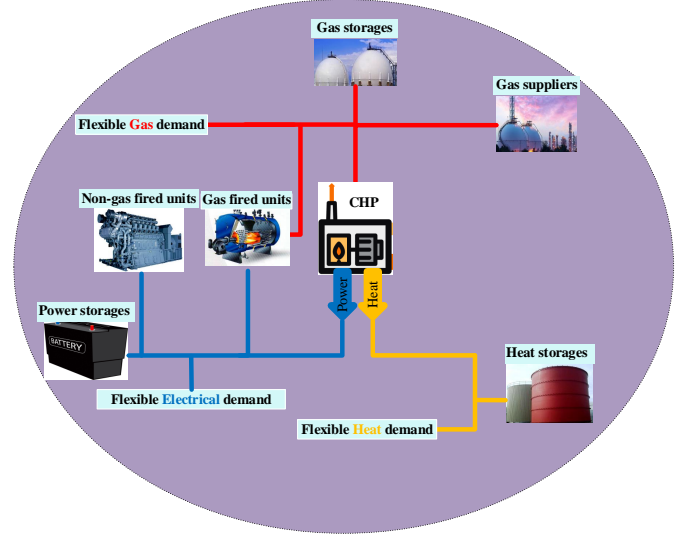 Gas storages
Gas suppliers
Flexible Gas demand
Non-gas fired units
Gas fired units
CHP
Power
Heat
Power storages
BATTERY
Heat storages
Flexible Electrical demand
Flexible Heat demand